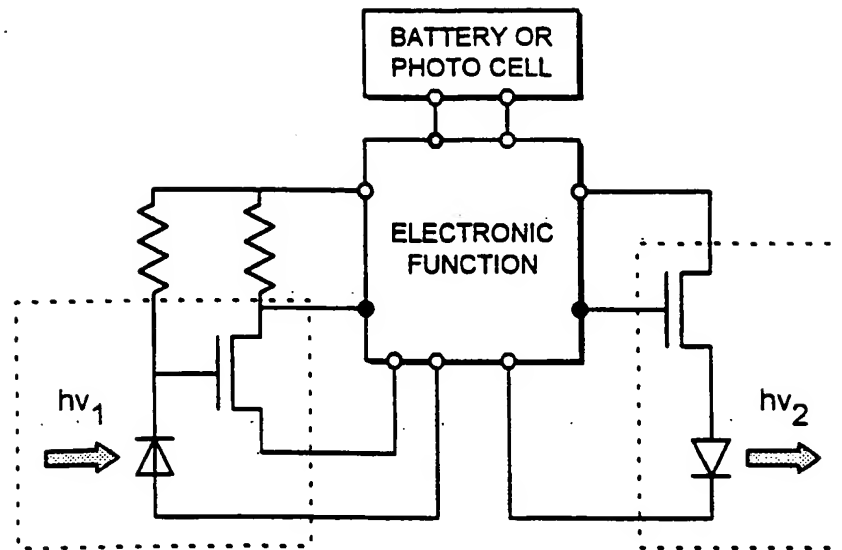 BATTERY OR
PHOTO CELL
ELECTRONIC
FUNCTION
hv1
hv2